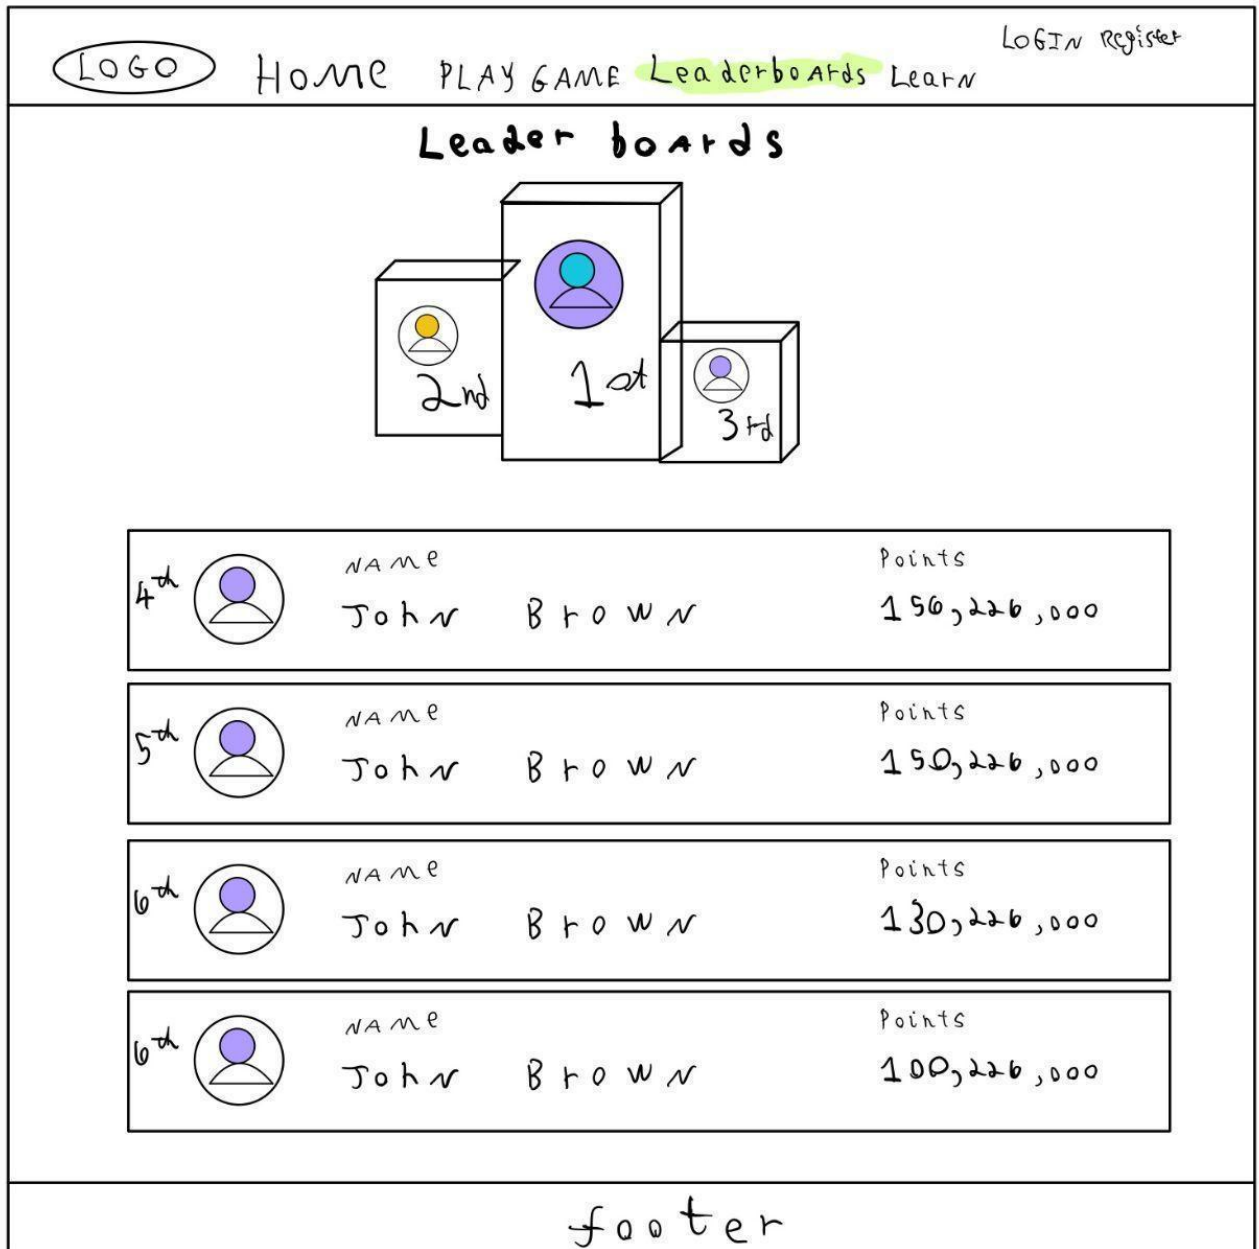 LOGIN Register
LOGO HOME PLAY GAME Leaderboards Learn
Leader boards
2nd 1st 3rd
4th
NAME Points
John Brown 156,226,000
5th
NAME Points
John Brown 150,226,000
6th
NAME Points
John Brown 130,226,000
6th
NAME Points
John Brown 100,226,000
footer